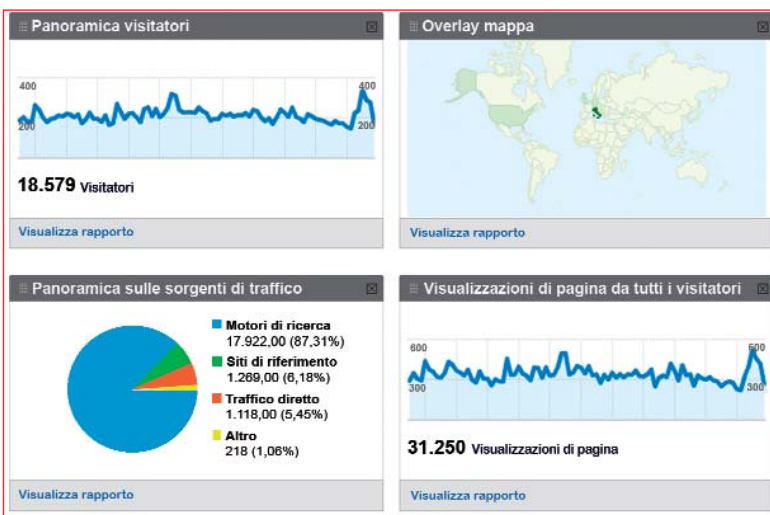 Panoramica visitatori
400
400
200
200
18.579 Visitatori
Visualizza rapporto
Overlay mappa
Visualizza rapporto
Panoramica sulle sorgenti di traffico
Motori di ricerca
17.922,00 (87,31%)
Siti di riferimento
1.269,00 (6,18%)
Traffico diretto
1.118,00 (5,45%)
Altro
218 (1,06%)
Visualizza rapporto
Visualizzazioni di pagina da tutti i visitatori
600
600
300
300
31.250 Visualizzazioni di pagina
Visualizza rapporto